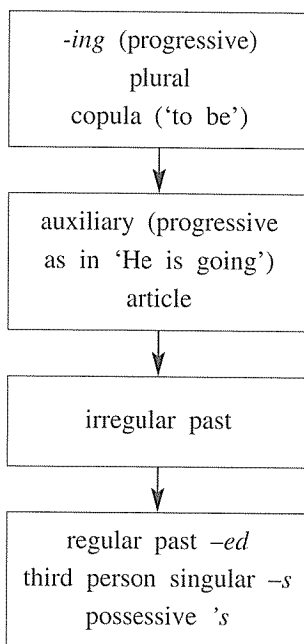 -ing (progressive)
plural
copula (‘to be’)
auxiliary (progressive
as in ‘He is going’)
article
irregular past
regular past –ed
third person singular –s
possessive ’s